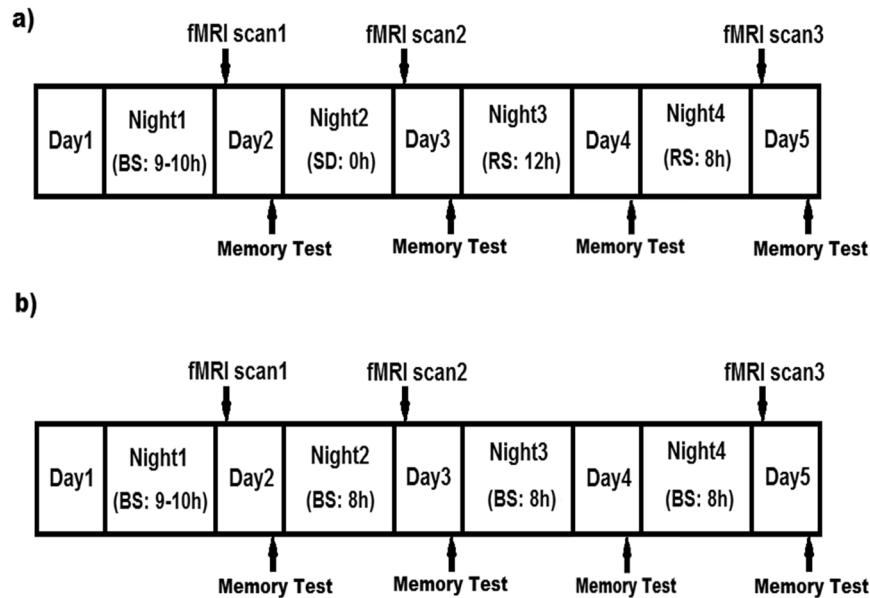 a)
fMRI scan1 fMRI scan2 fMRI scan3
Day1 Night1 (BS: 9-10h) Day2 Night2 (SD: 0h) Day3 Night3 (RS: 12h) Day4 Night4 (RS: 8h) Day5
Memory Test Memory Test Memory Test Memory Test
b)
fMRI scan1 fMRI scan2 fMRI scan3
Day1 Night1 (BS: 9-10h) Day2 Night2 (BS: 8h) Day3 Night3 (BS: 8h) Day4 Night4 (BS: 8h) Day5
Memory Test Memory Test Memory Test Memory Test